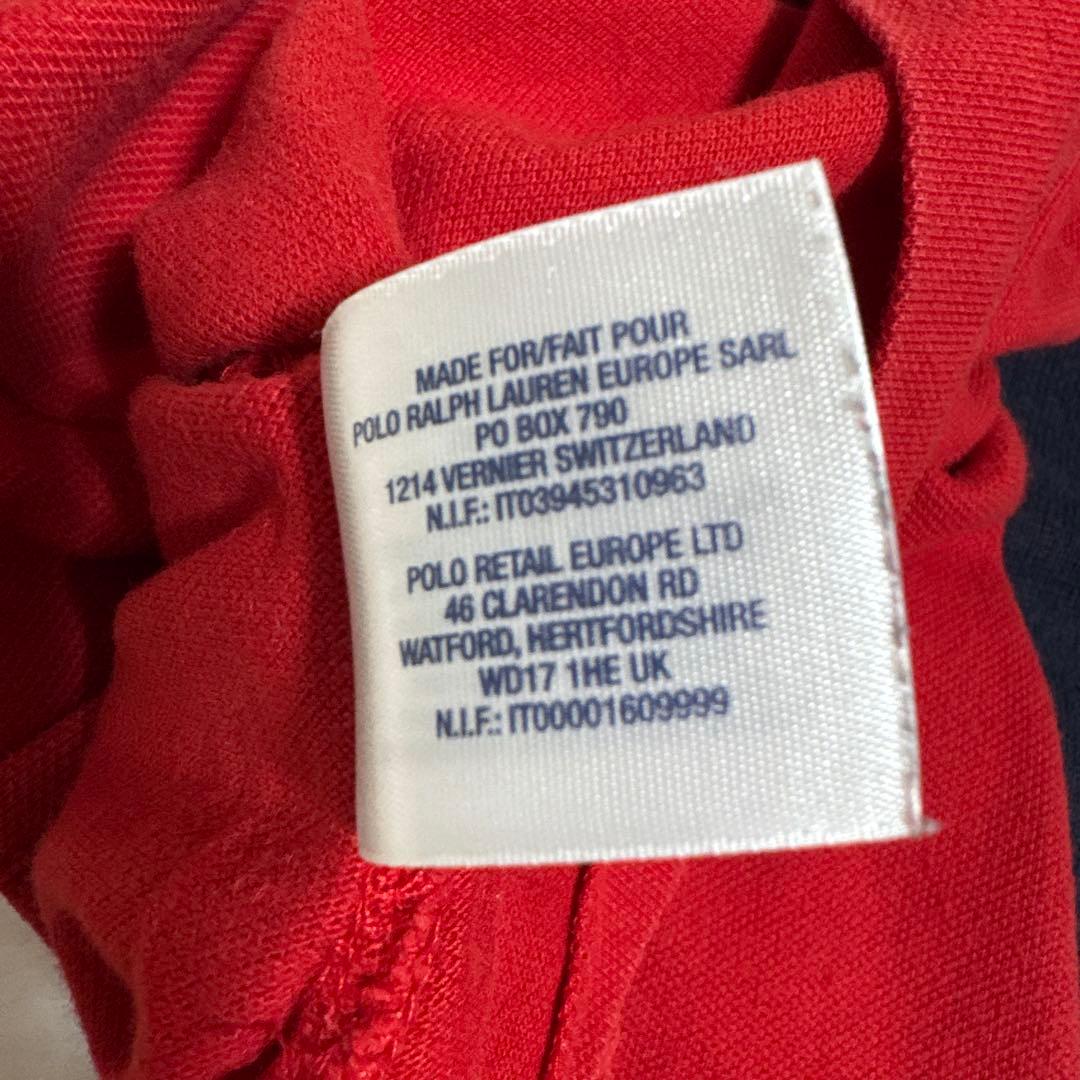 MADE FOR/FAIT POUR
POLO RALPH LAUREN EUROPE SARL
PO BOX 790
1214 VERNIER SWITZERLAND
N.I.F.: IT03945310963
POLO RETAIL EUROPE LTD
46 CLARENDON RD
WATFORD, HERTFORDSHIRE
WD17 1HE UK
N.I.F.: IT00001609999